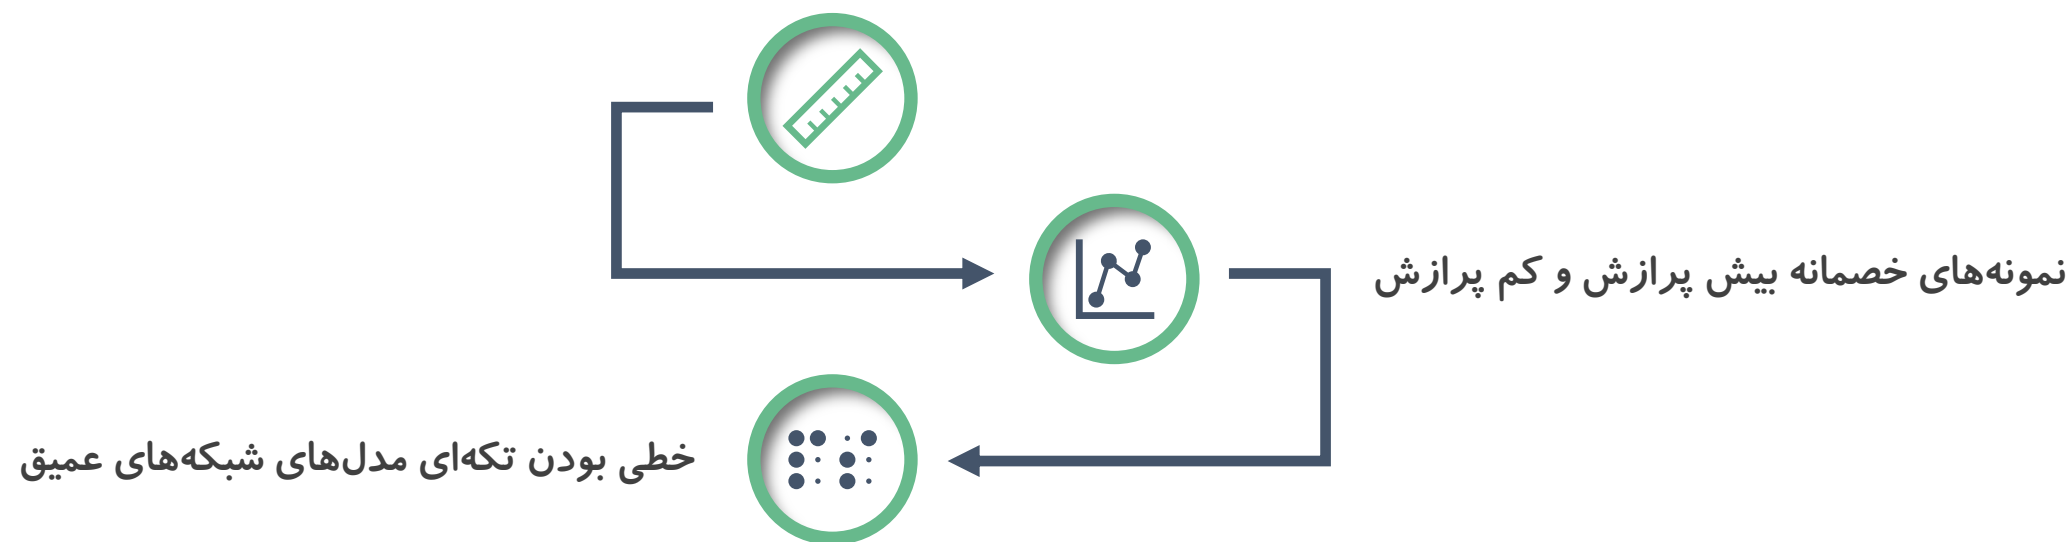 نمونه‌های خصمانه بیش پرازش و کم پرازش
خطی بودن تکه‌ای مدل‌های شبکه‌های عمیق